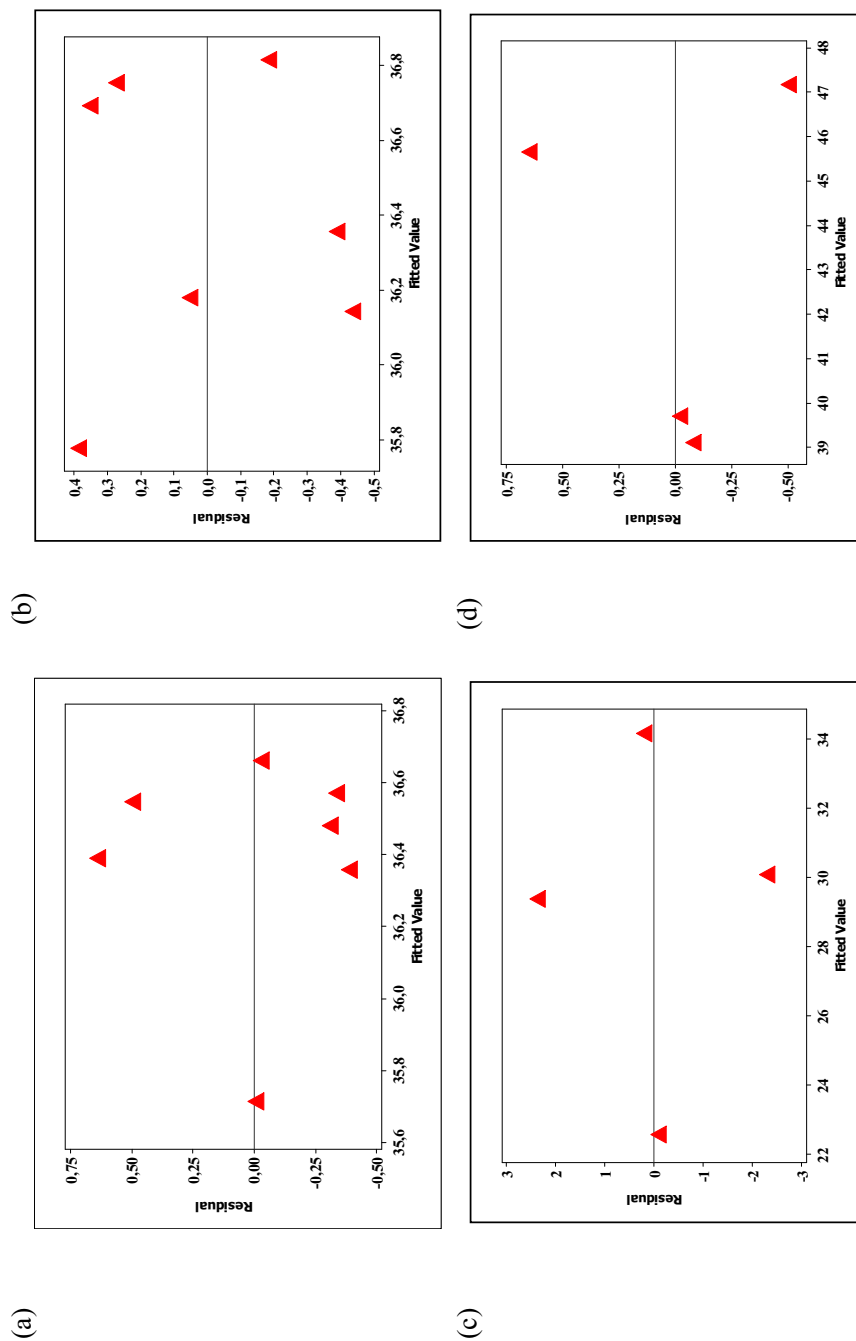 (a)
Residual
0,75
0,50
0,25
0,00
-0,25
-0,50
35,6 35,8 36,0 36,2 36,4 36,6 36,8
Fitted Value
(b)
Residual
0,4
0,3
0,2
0,1
0,0
-0,1
-0,2
-0,3
-0,4
-0,5
35,8 36,0 36,2 36,4 36,6 36,8
Fitted Value
(c)
Residual
3
2
1
0
-1
-2
-3
22 24 26 28 30 32 34
Fitted Value
(d)
Residual
0,75
0,50
0,25
0,00
-0,25
-0,50
39 40 41 42 43 44 45 46 47 48
Fitted Value